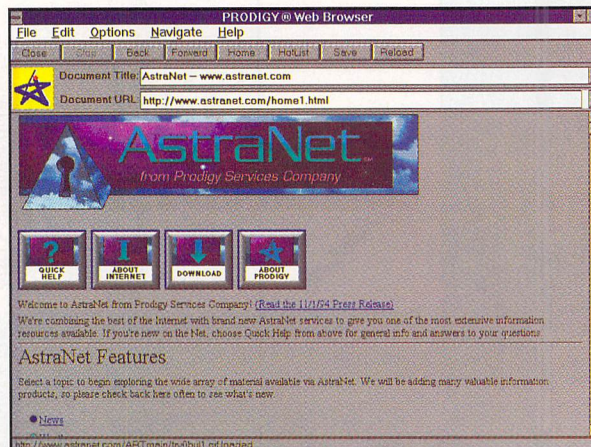 PRODIGY® Web Browser
File Edit Options Navigate Help
Close Stop Back Forward Home HotList Save Reload
Document Title: AstraNet – www.astranet.com
Document URL: http://www.astranet.com/home1.html
AstraNet
from Prodigy Services Company
?
QUICK HELP
I
ABOUT INTERNET
DOWNLOAD
ABOUT PRODIGY
Welcome to AstraNet from Prodigy Services Company! (Read the 11/1/94 Press Release)
We're combining the best of the Internet with brand new AstraNet services to give you one of the most extensive information
resources available. If you're new on the Net, choose Quick Help from above for general info and answers to your questions.
AstraNet Features
Select a topic to begin exploring the wide array of material available via AstraNet. We will be adding many valuable information
products, so please check back here often to see what's new.
News